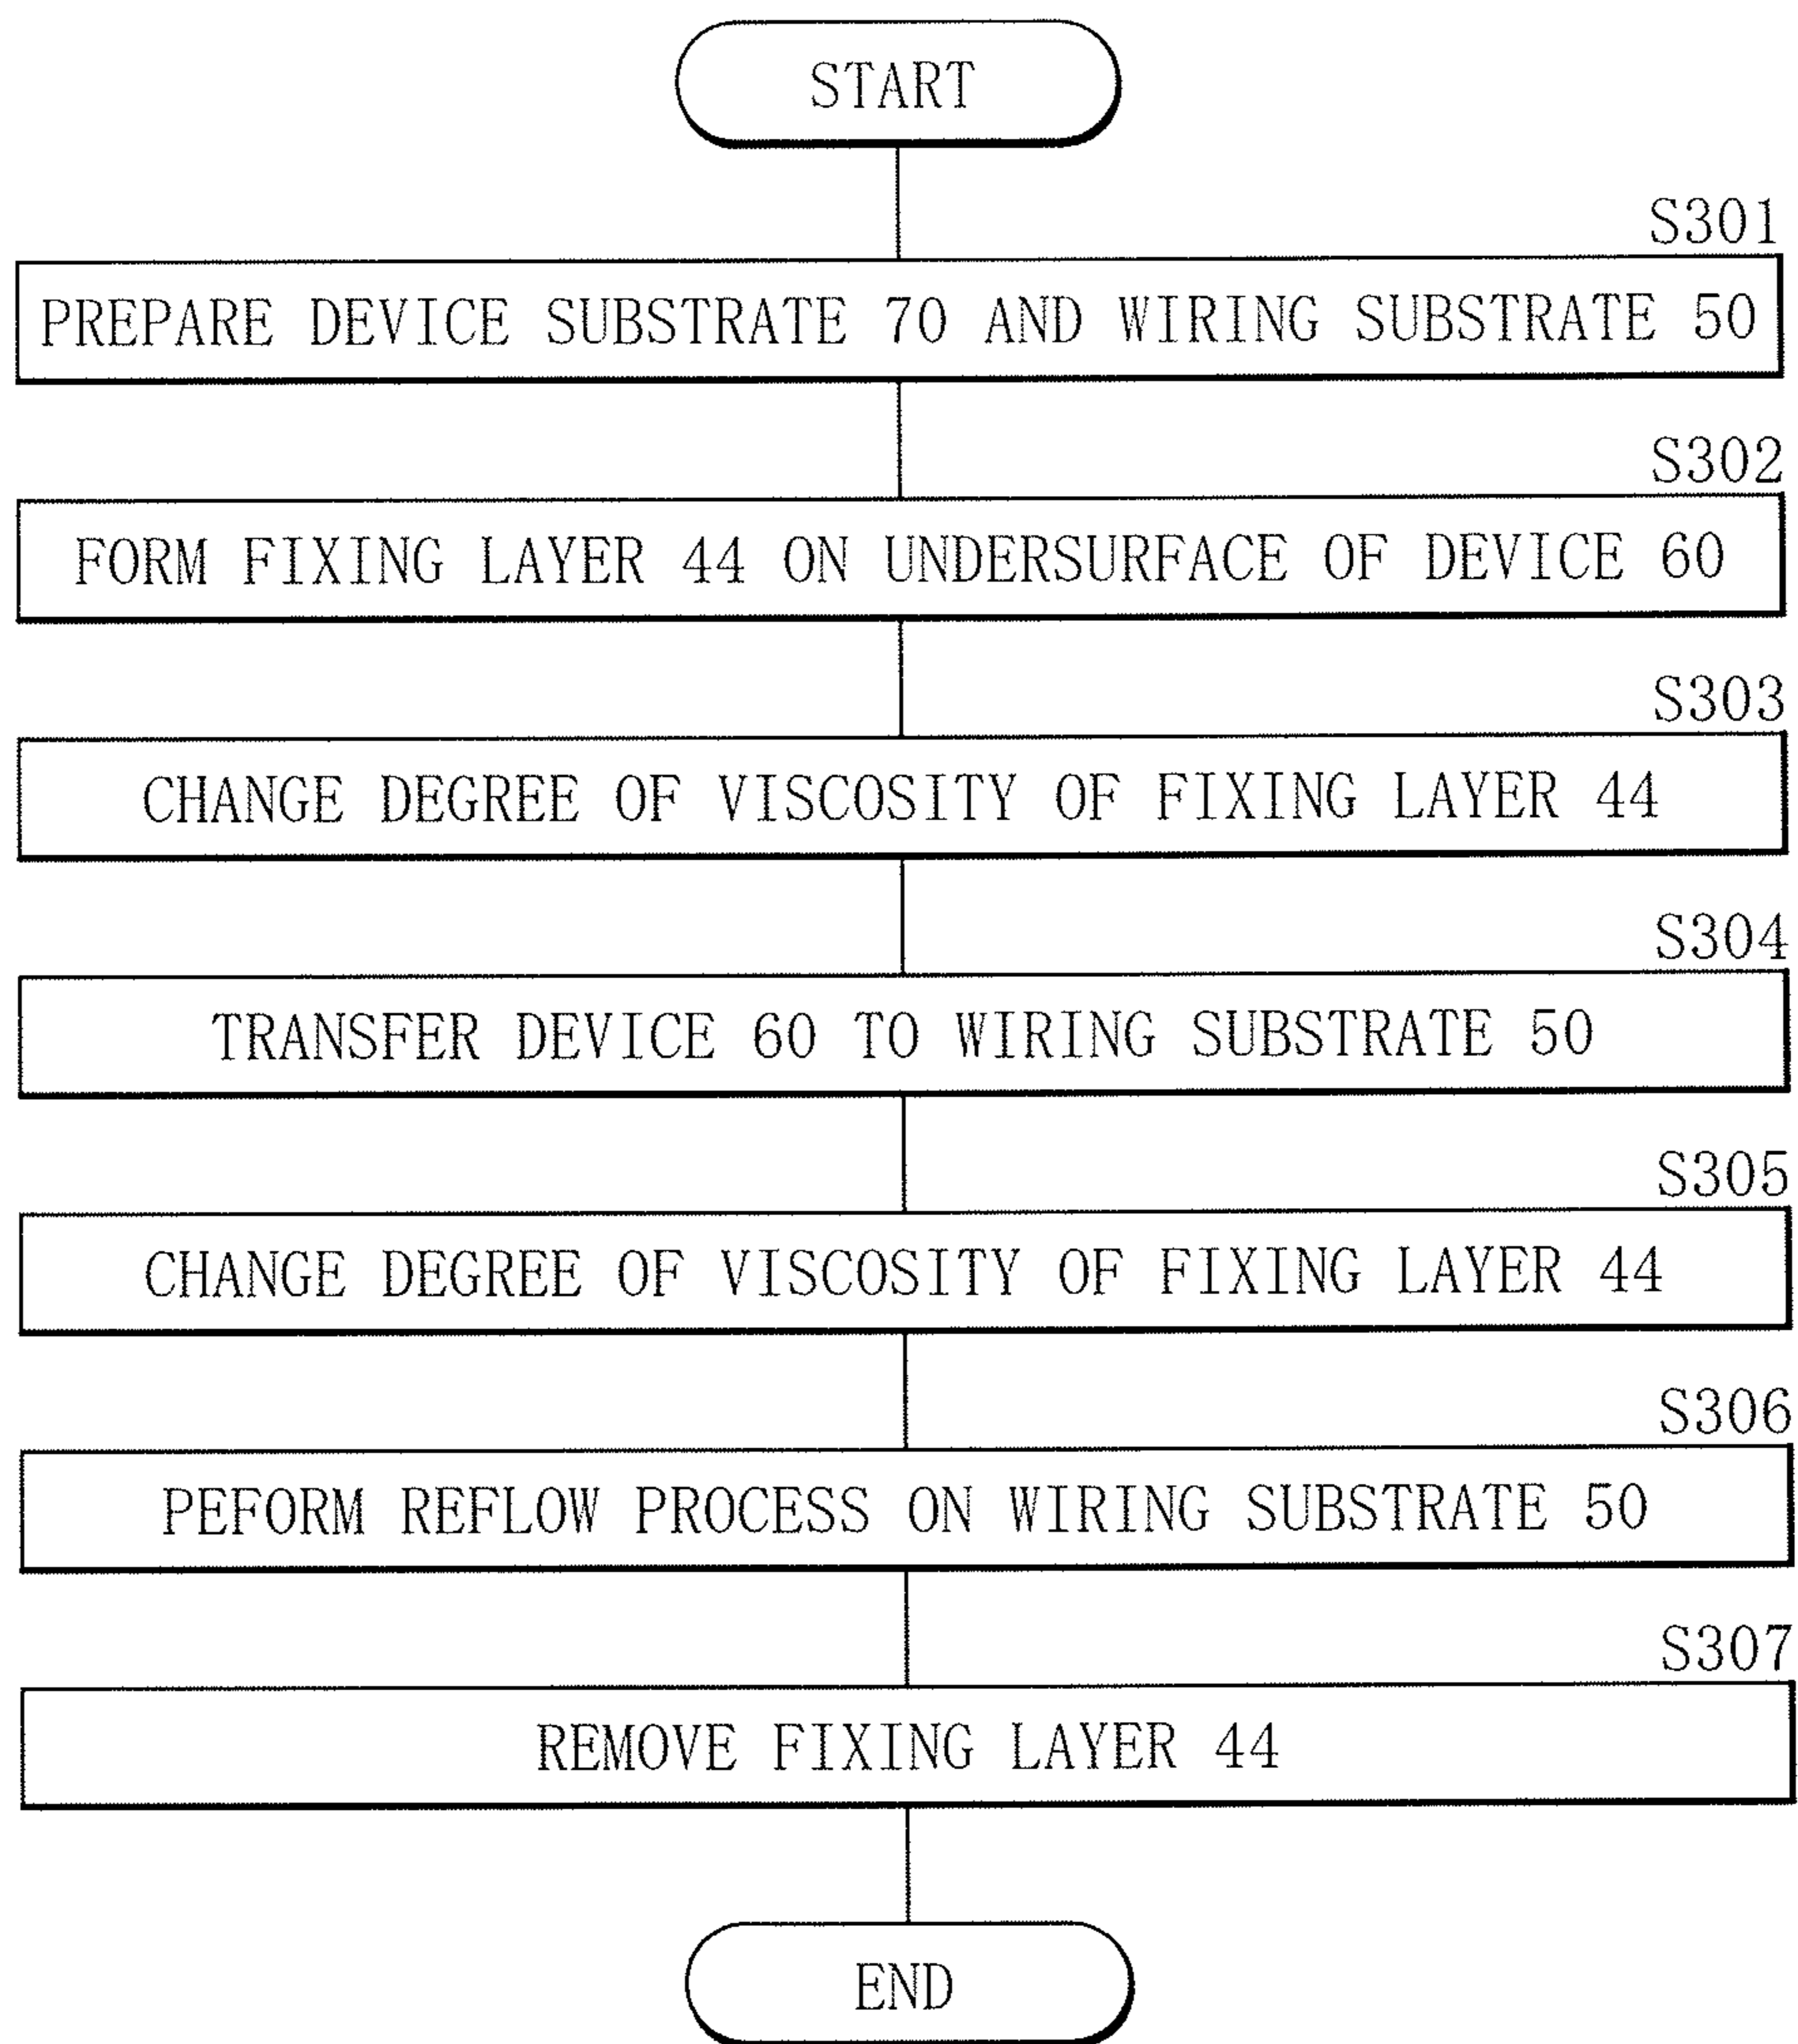 START
S301
PREPARE DEVICE SUBSTRATE 70 AND WIRING SUBSTRATE 50
S302
FORM FIXING LAYER 44 ON UNDERSURFACE OF DEVICE 60
S303
CHANGE DEGREE OF VISCOSITY OF FIXING LAYER 44
S304
TRANSFER DEVICE 60 TO WIRING SUBSTRATE 50
S305
CHANGE DEGREE OF VISCOSITY OF FIXING LAYER 44
S306
PEFORM REFLOW PROCESS ON WIRING SUBSTRATE 50
S307
REMOVE FIXING LAYER 44
END